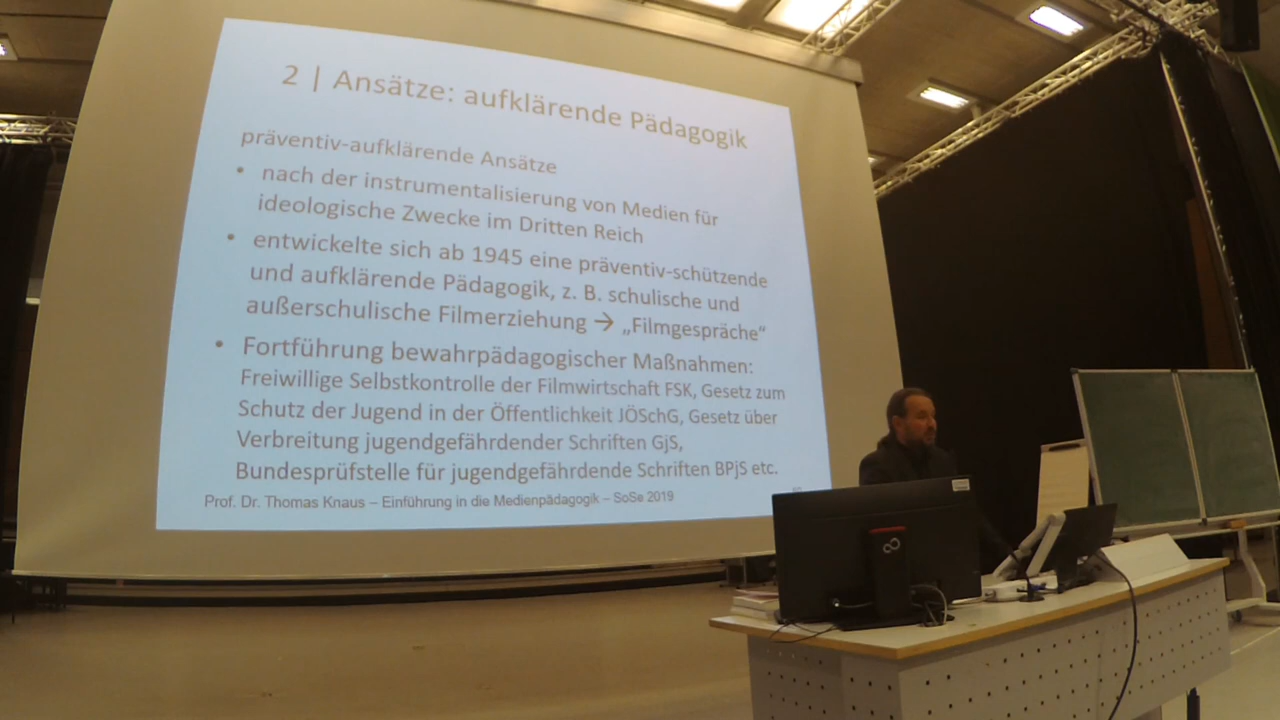 2 | Ansätze: aufklärende Pädagogik
präventiv-aufklärende Ansätze
• nach der instrumentalisierung von Medien für
ideologische Zwecke im Dritten Reich
• entwickelte sich ab 1945 eine präventiv-schützende
und aufklärende Pädagogik, z. B. schulische und
außerschulische Filmerziehung → „Filmgespräche“
• Fortführung bewahrpädagogischer Maßnahmen:
Freiwillige Selbstkontrolle der Filmwirtschaft FSK, Gesetz zum
Schutz der Jugend in der Öffentlichkeit JÖSchG, Gesetz über
Verbreitung jugendgefährdender Schriften GjS,
Bundesprüfstelle für jugendgefährdende Schriften BPjS etc.
Prof. Dr. Thomas Knaus – Einführung in die Medienpädagogik – SoSe 2019